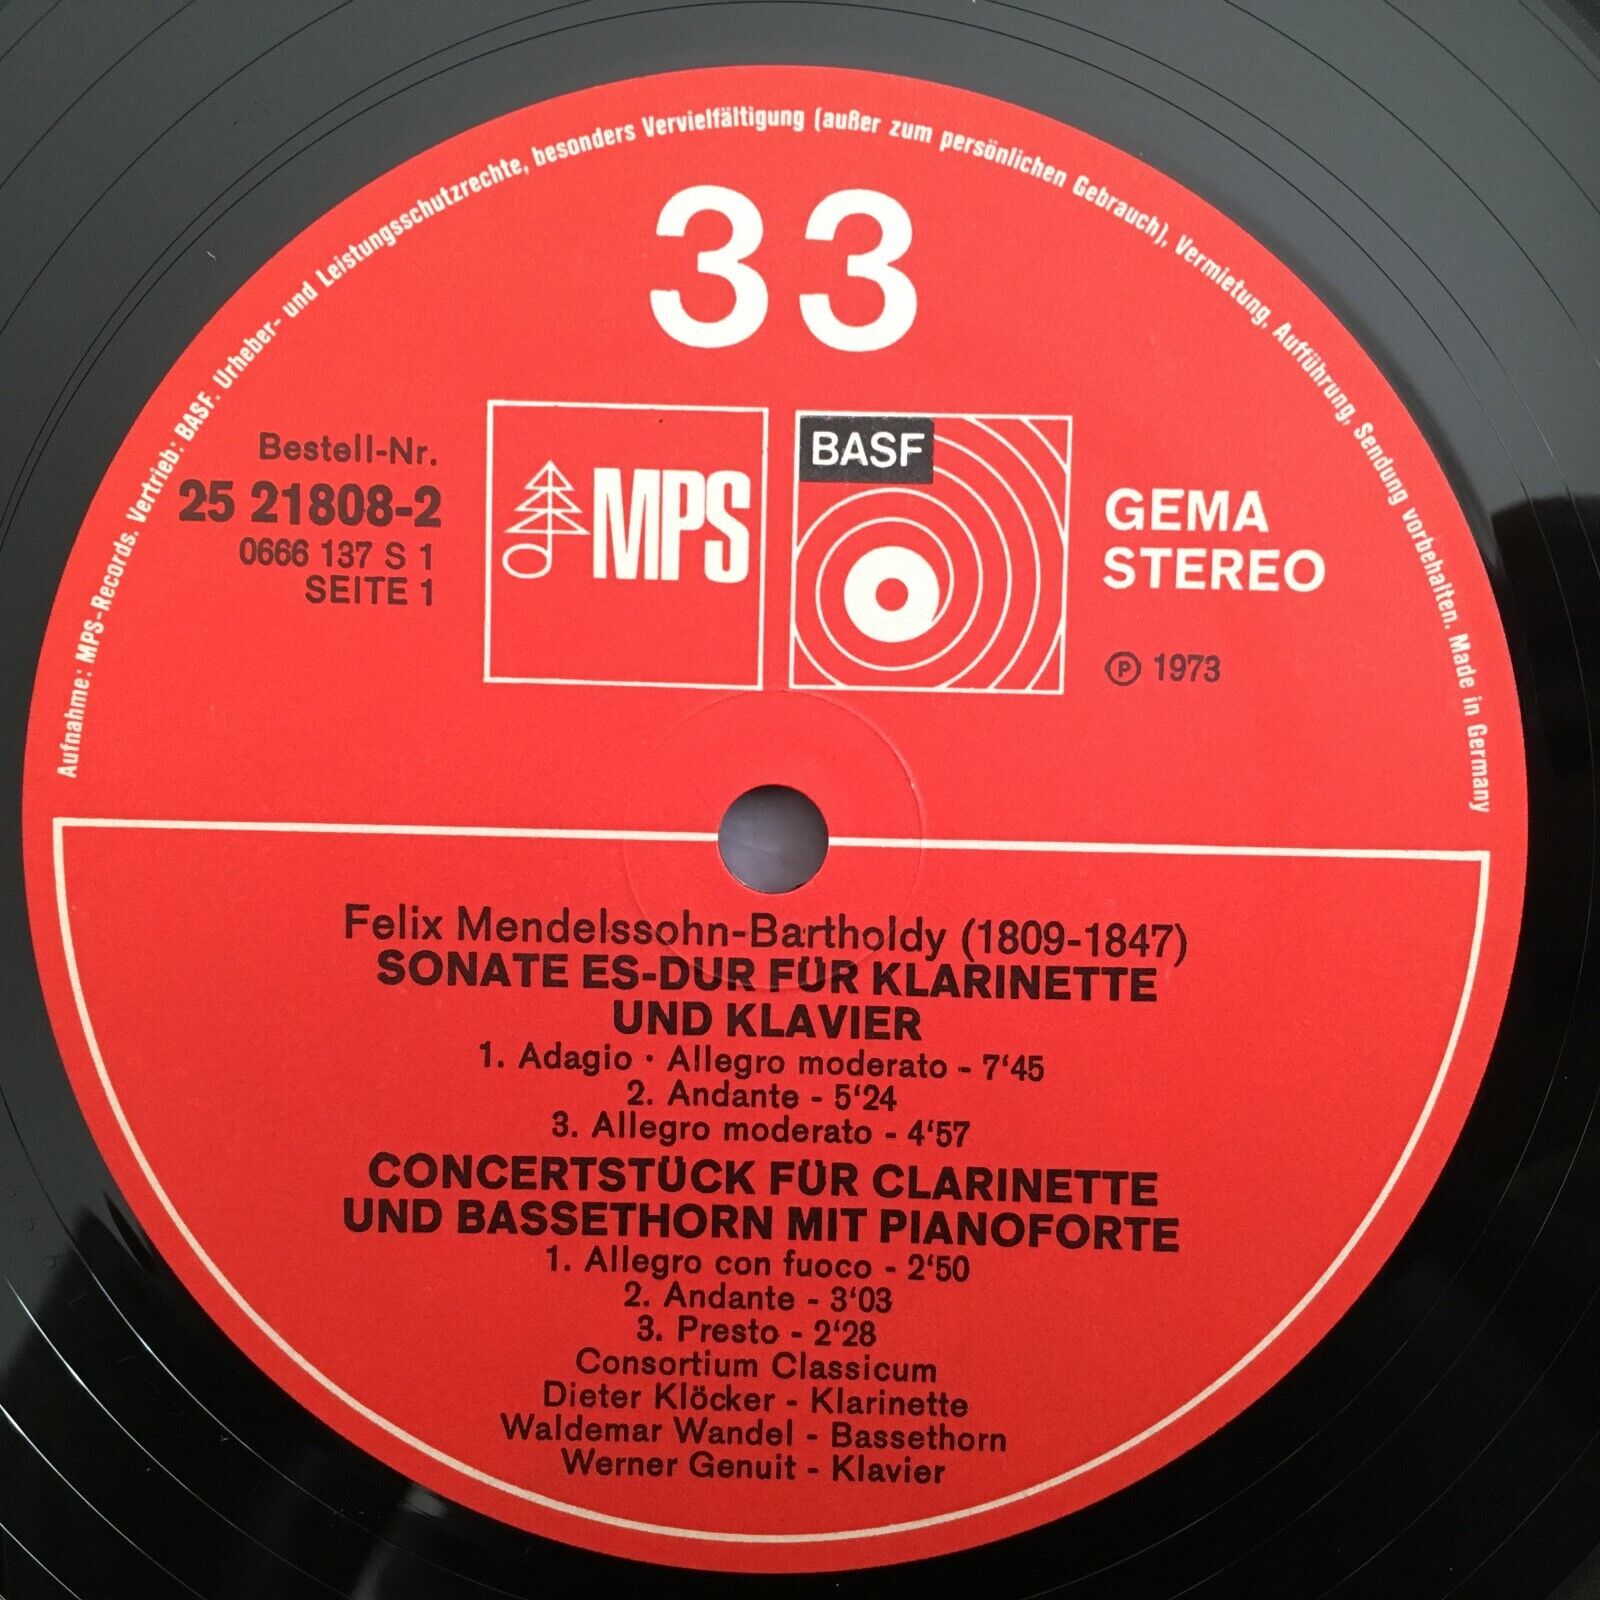 Aufnahme: MPS-Records. Vertrieb: BASF. Urheber- und Leistungsschutzrechte, besonders Vervielfältigung (außer zum persönlichen Gebrauch), Vermietung, Aufführung, Sendung vorbehalten. Made in Germany
33
Bestell-Nr.
25 21808-2
0666 137 S 1
SEITE 1
MPS
BASF
GEMA
STEREO
℗ 1973
Felix Mendelssohn-Bartholdy (1809-1847)
SONATE ES-DUR FÜR KLARINETTE
UND KLAVIER
1. Adagio · Allegro moderato - 7‘45
2. Andante - 5‘24
3. Allegro moderato - 4‘57
CONCERTSTÜCK FÜR CLARINETTE
UND BASSETHORN MIT PIANOFORTE
1. Allegro con fuoco - 2‘50
2. Andante - 3‘03
3. Presto - 2‘28
Consortium Classicum
Dieter Klöcker - Klarinette
Waldemar Wandel - Bassethorn
Werner Genuit - Klavier